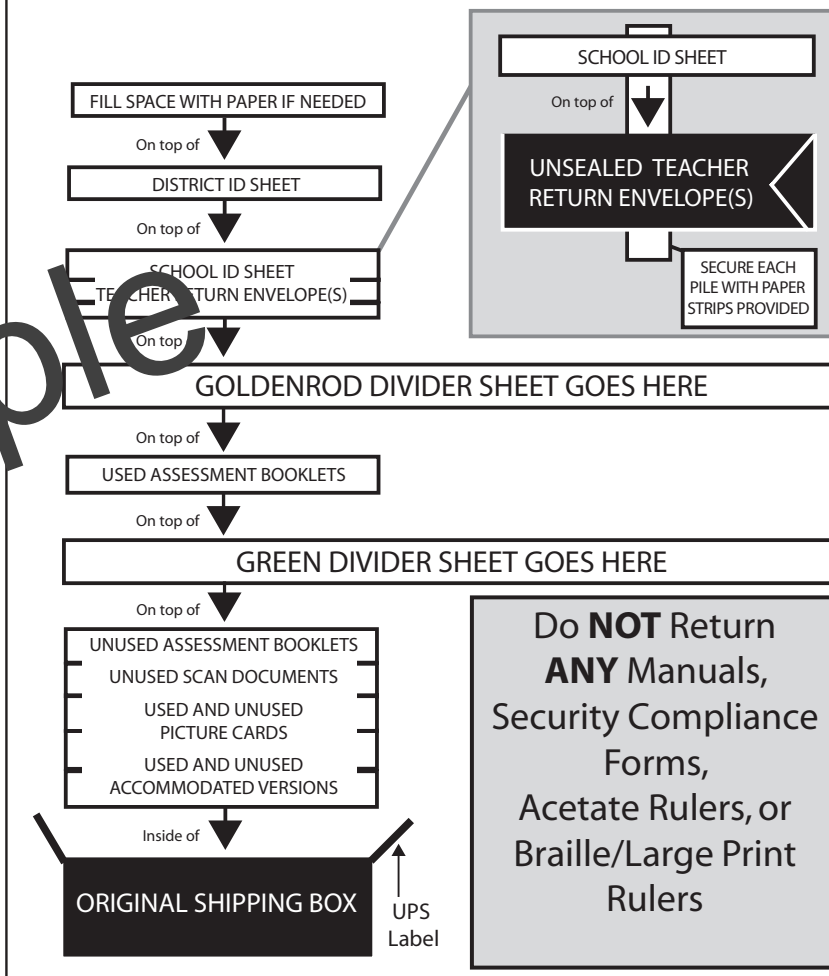 FILL SPACE WITH PAPER IF NEEDED
On top of
DISTRICT ID SHEET
On top of
SCHOOL ID SHEET
TEACHER RETURN ENVELOPE(S)
On top
GOLDENROD DIVIDER SHEET GOES HERE
On top of
USED ASSESSMENT BOOKLETS
On top of
GREEN DIVIDER SHEET GOES HERE
On top of
UNUSED ASSESSMENT BOOKLETS
UNUSED SCAN DOCUMENTS
USED AND UNUSED
PICTURE CARDS
USED AND UNUSED
ACCOMMODATED VERSIONS
Inside of
ORIGINAL SHIPPING BOX
UPS
Label
SCHOOL ID SHEET
On top of
UNSEALED TEACHER
RETURN ENVELOPE(S)
SECURE EACH
PILE WITH PAPER
STRIPS PROVIDED
Do NOT Return
ANY Manuals,
Security Compliance
Forms,
Acetate Rulers, or
Braille/Large Print
Rulers
ple